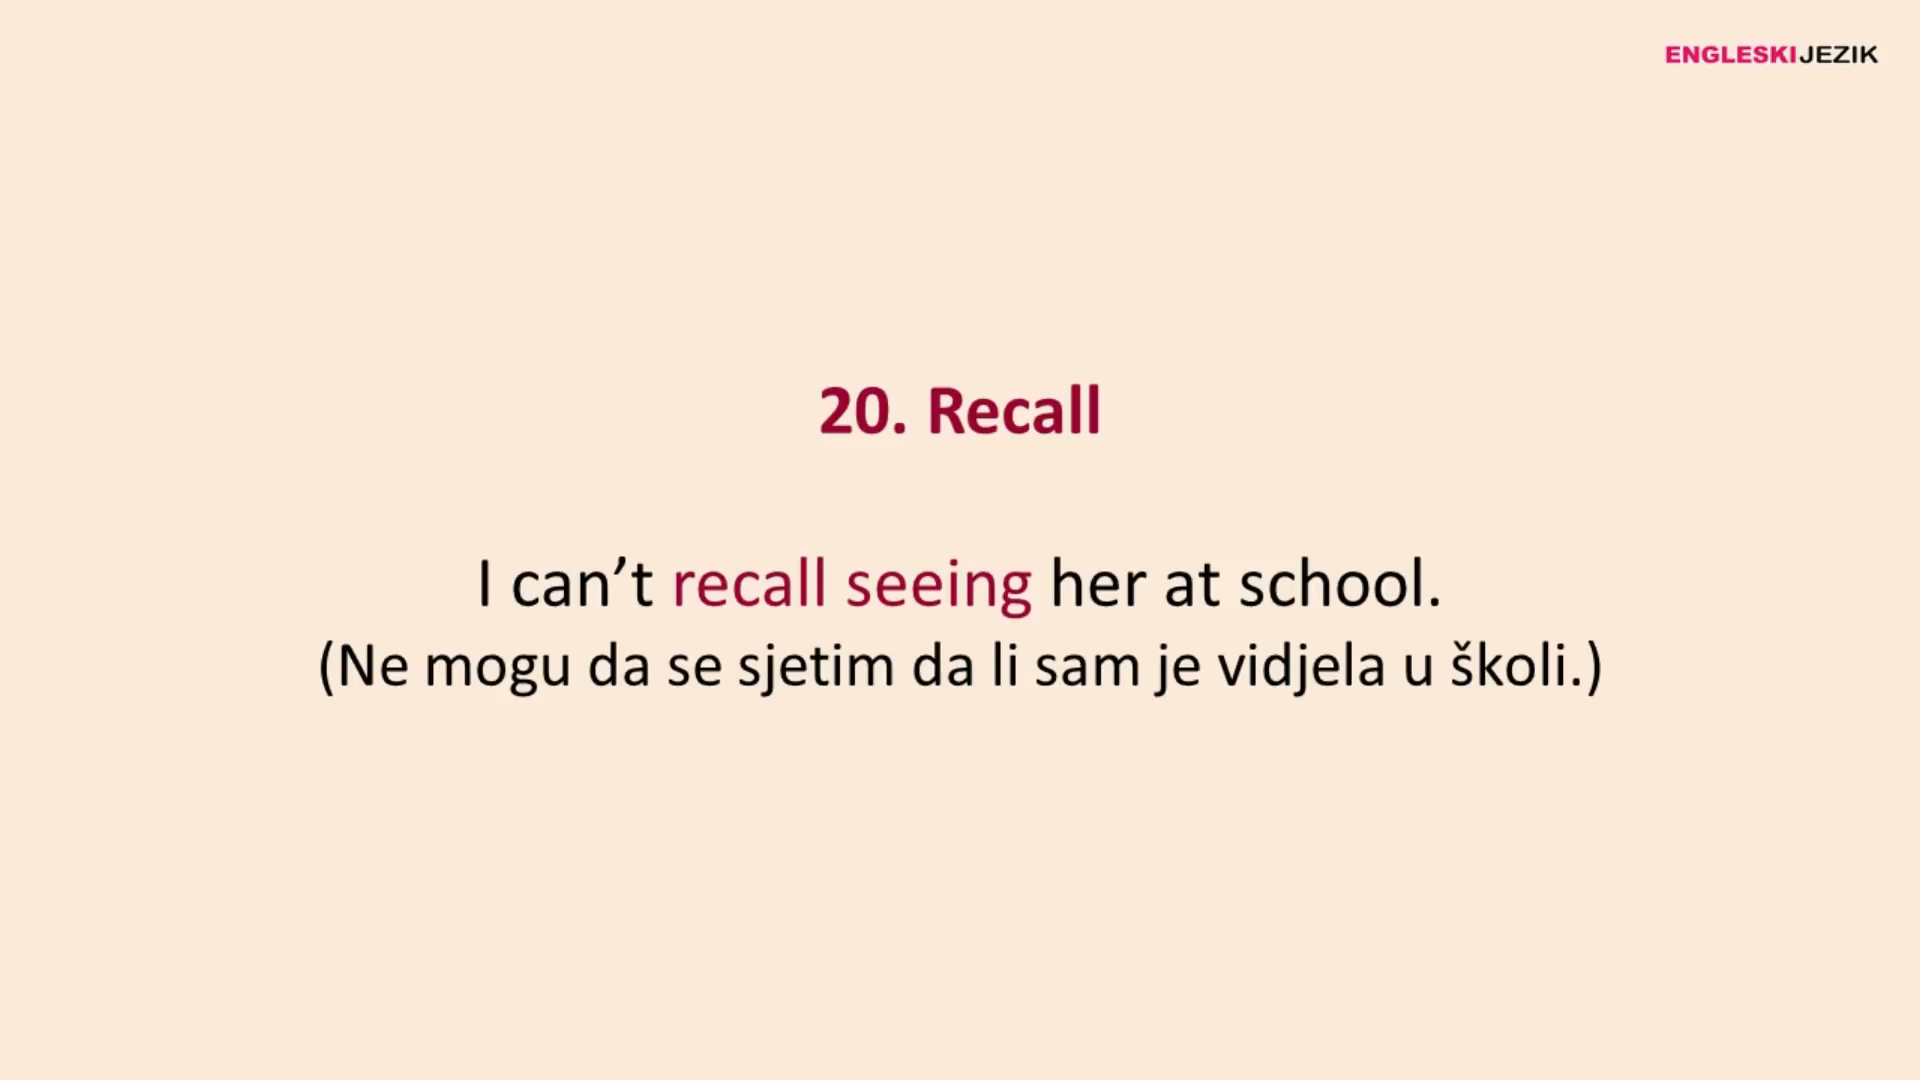 ENGLESKIJEZIK
20. Recall
I can’t recall seeing her at school.
(Ne mogu da se sjetim da li sam je vidjela u školi.)